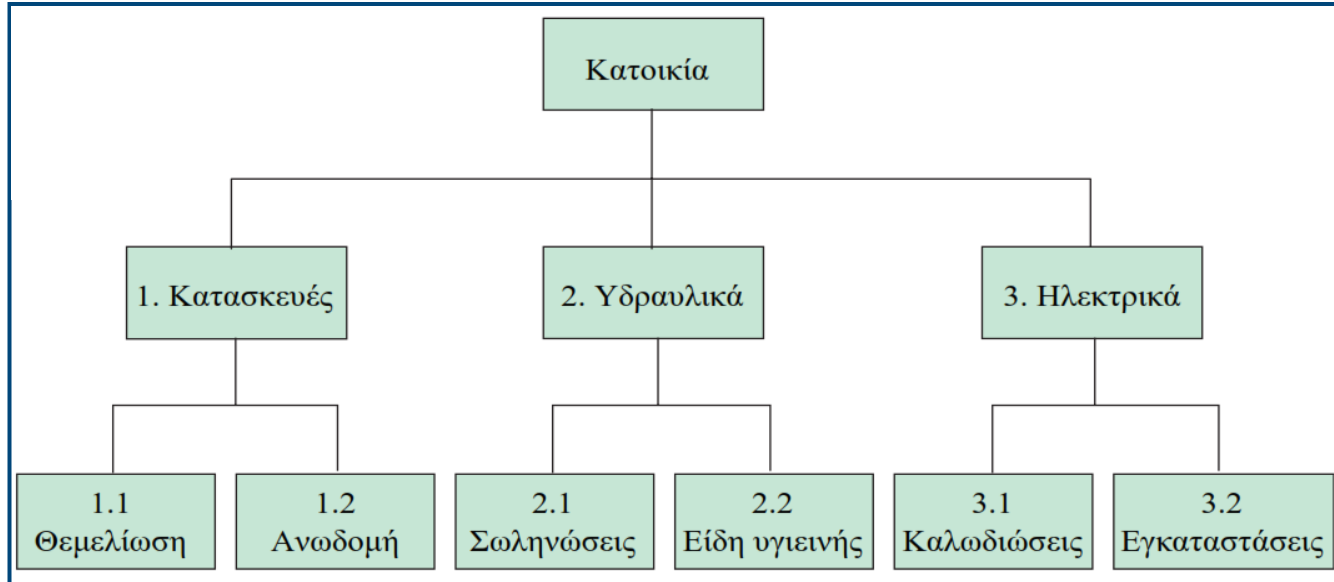 Κατοικία
1. Κατασκευές
2. Υδραυλικά
3. Ηλεκτρικά
1.1
Θεμελίωση
1.2
Ανωδομή
2.1
Σωληνώσεις
2.2
Είδη υγιεινής
3.1
Καλωδιώσεις
3.2
Εγκαταστάσεις